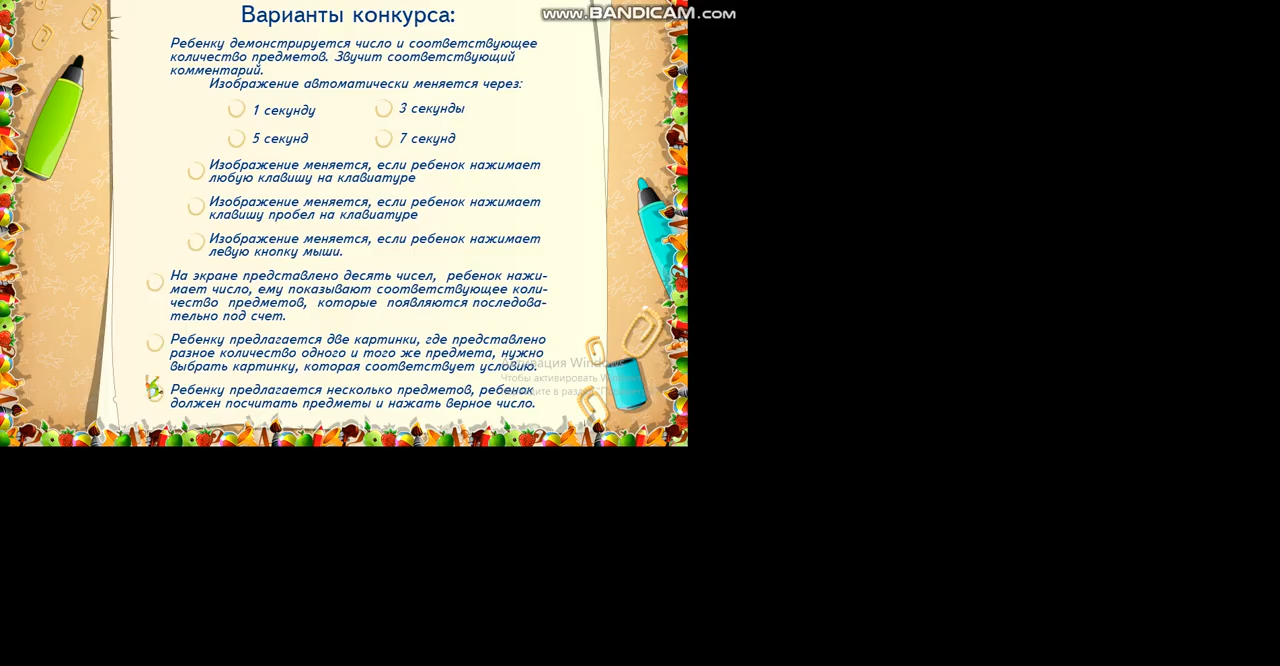 Варианты конкурса:
www.BANDICAM.com
Ребенку демонстрируется число и соответствующее
количество предметов. Звучит соответствующий
комментарий.
Изображение автоматически меняется через:
1 секунду
3 секунды
5 секунд
7 секунд
Изображение меняется, если ребенок нажимает
любую клавишу на клавиатуре
Изображение меняется, если ребенок нажимает
клавишу пробел на клавиатуре
Изображение меняется, если ребенок нажимает
левую кнопку мыши.
На экране представлено десять чисел, ребенок нажи-
мает число, ему показывают соответствующее коли-
чество предметов, которые появляются последова-
тельно под счет.
Ребенку предлагается две картинки, где представлено
разное количество одного и того же предмета, нужно
выбрать картинку, которая соответствует условию.
Активация Windows
Чтобы активировать
в раздел
Ребенку предлагается несколько предметов, ребенок
должен посчитать предметы и нажать верное число.